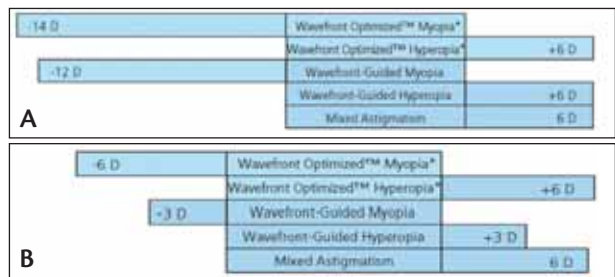 -14 D Wavefront Optimized™ Myopia*
Wavefront Optimized™ Hyperopia* +6 D
-12 D Wavefront-Guided Myopia
Wavefront-Guided Hyperopia +6 D
A Mixed Astigmatism 6 D
-6 D Wavefront Optimized™ Myopia*
Wavefront Optimized™ Hyperopia* +6 D
-3 D Wavefront-Guided Myopia
Wavefront-Guided Hyperopia +3 D
B Mixed Astigmatism 6 D